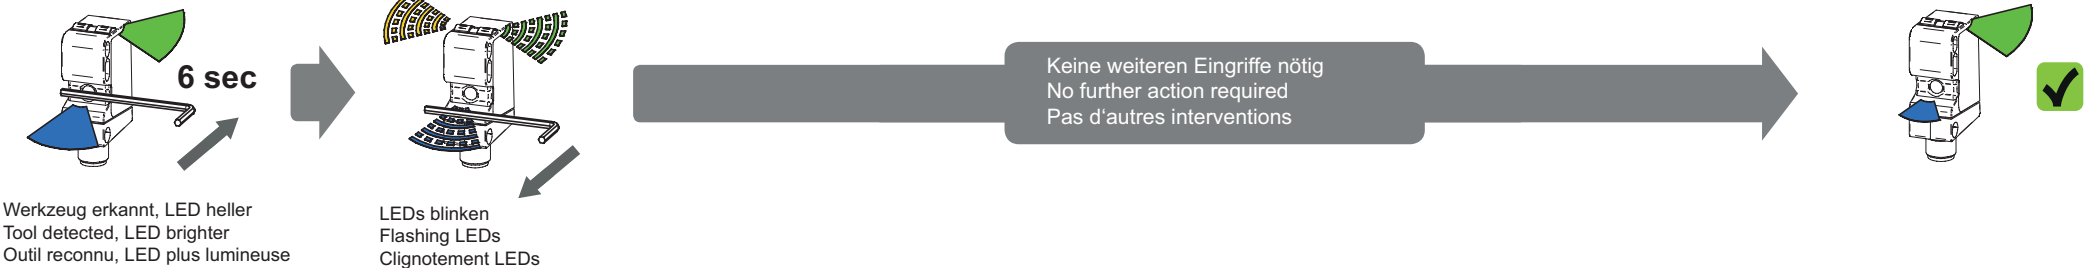 6 sec
Werkzeug erkannt, LED heller
Tool detected, LED brighter
Outil reconnu, LED plus lumineuse
LEDs blinken
Flashing LEDs
Clignotement LEDs
Keine weiteren Eingriffe nötig
No further action required
Pas d‘autres interventions